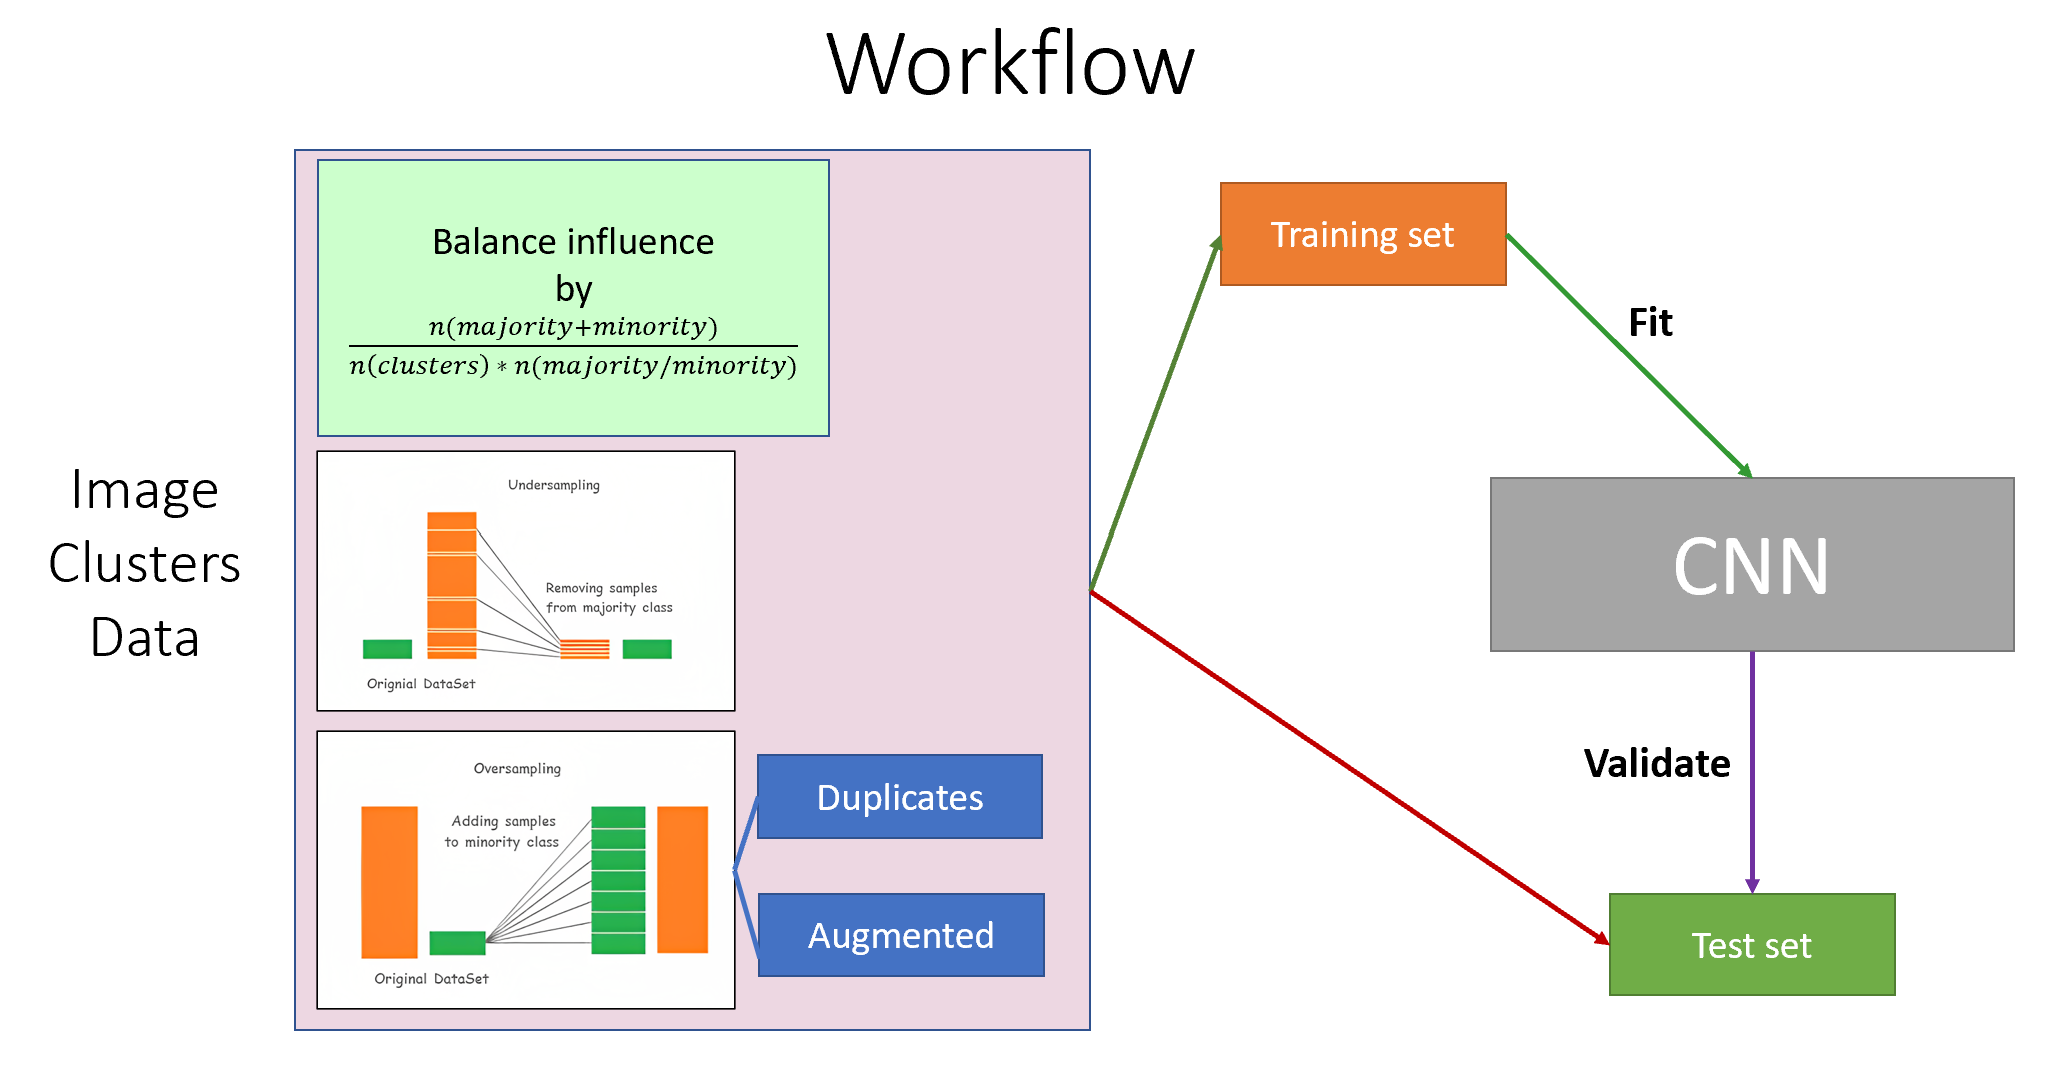 Workflow
Image
Clusters
Data
Balance influence
by
n(majority+minority)
n(clusters) * n(majority/minority)
Undersampling
Removing samples
from majority class
Orignial DataSet
Oversampling
Adding samples
to minority class
Original DataSet
Duplicates
Augmented
Training set
Fit
CNN
Validate
Test set